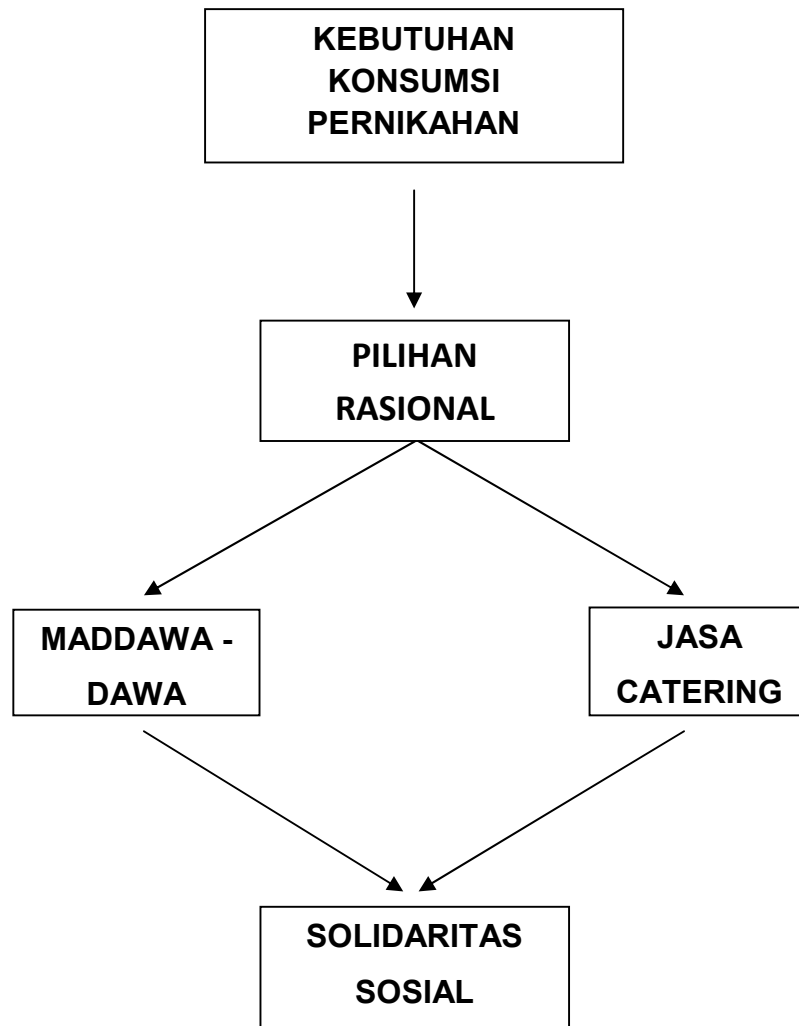 KEBUTUHAN
KONSUMSI
PERNIKAHAN
PILIHAN
RASIONAL
MADDAWA -
DAWA
JASA
CATERING
SOLIDARITAS
SOSIAL